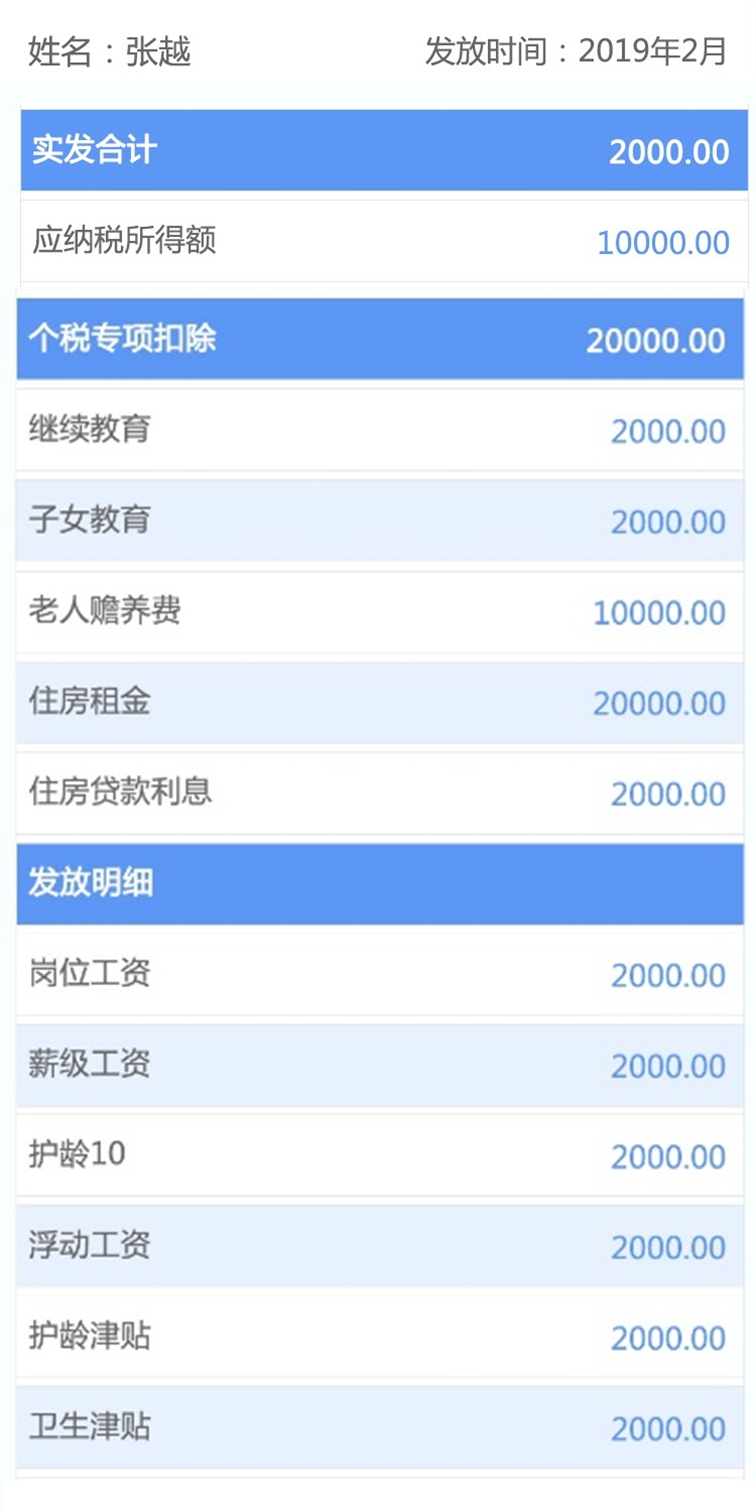 姓名：张越 发放时间：2019年2月
实发合计 2000.00
应纳税所得额 10000.00
个税专项扣除 20000.00
继续教育 2000.00
子女教育 2000.00
老人赡养费 10000.00
住房租金 20000.00
住房贷款利息 2000.00
发放明细
岗位工资 2000.00
薪级工资 2000.00
护龄10 2000.00
浮动工资 2000.00
护龄津贴 2000.00
卫生津贴 2000.00